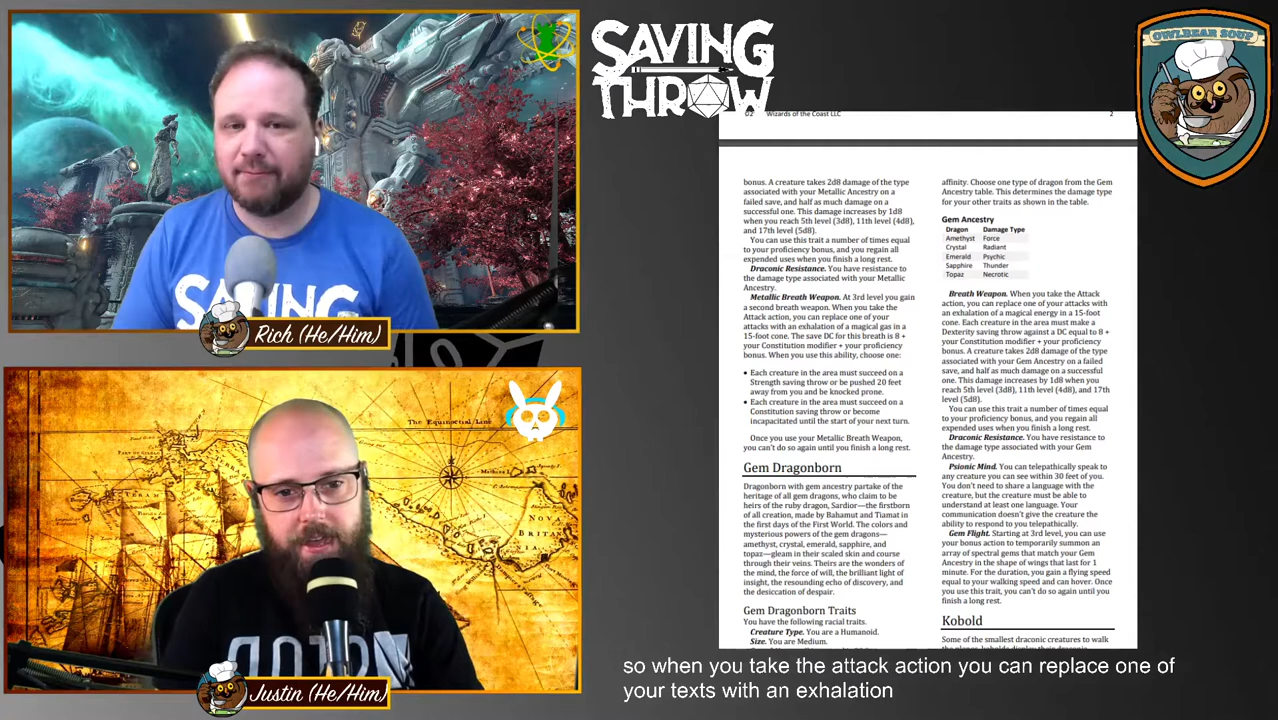 SAVING
THROW
OWLBEAR SOUP
Rich (He/Him)
SAVING
The Equinoctial Line
Justin (He/Him)
Wizards of the Coast LLC
2
bonus. A creature takes 2d8 damage of the type
associated with your Metallic Ancestry on a
failed save, and half as much damage on a
successful one. This damage increases by 1d8
when you reach 5th level (3d8), 11th level (4d8),
and 17th level (5d8).
You can use this trait a number of times equal
to your proficiency bonus, and you regain all
expended uses when you finish a long rest.
Draconic Resistance. You have resistance to
the damage type associated with your Metallic
Ancestry.
Metallic Breath Weapon. At 3rd level you gain
a second breath weapon. When you take the
Attack action, you can replace one of your
attacks with an exhalation of a magical gas in a
15-foot cone. The save DC for this breath is 8 +
your Constitution modifier + your proficiency
bonus. When you use this ability, choose one:
• Each creature in the area must succeed on a
Strength saving throw or be pushed 20 feet
away from you and be knocked prone.
• Each creature in the area must succeed on a
Constitution saving throw or become
incapacitated until the start of your next turn.
Once you use your Metallic Breath Weapon,
you can't do so again until you finish a long rest.
Gem Dragonborn
Dragonborn with gem ancestry partake of the
heritage of all gem dragons, who claim to be
heirs of the ruby dragon, Sardior—the firstborn
of all creation, made by Bahamut and Tiamat in
the first days of the First World. The colors and
mysterious powers of the gem dragons—
amethyst, crystal, emerald, sapphire, and
topaz—gleam in their scaled skin and course
through their veins. Theirs are the wonders of
the mind, the force of will, the brilliant light of
insight, the resounding echo of discovery, and
the desiccation of despair.
Gem Dragonborn Traits
You have the following racial traits.
Creature Type. You are a Humanoid.
Size. You are Medium.
affinity. Choose one type of dragon from the Gem
Ancestry table. This determines the damage type
for your other traits as shown in the table.
Gem Ancestry
Dragon Damage Type
Amethyst Force
Crystal Radiant
Emerald Psychic
Sapphire Thunder
Topaz Necrotic
Breath Weapon. When you take the Attack
action, you can replace one of your attacks with
an exhalation of a magical energy in a 15-foot
cone. Each creature in the area must make a
Dexterity saving throw against a DC equal to 8 +
your Constitution modifier + your proficiency
bonus. A creature takes 2d8 damage of the type
associated with your Gem Ancestry on a failed
save, and half as much damage on a successful
one. This damage increases by 1d8 when you
reach 5th level (3d8), 11th level (4d8), and 17th
level (5d8).
You can use this trait a number of times equal
to your proficiency bonus, and you regain all
expended uses when you finish a long rest.
Draconic Resistance. You have resistance to
the damage type associated with your Gem
Ancestry.
Psionic Mind. You can telepathically speak to
any creature you can see within 30 feet of you.
You don't need to share a language with the
creature, but the creature must be able to
understand at least one language. Your
communication doesn't give the creature the
ability to respond to you telepathically.
Gem Flight. Starting at 3rd level, you can use
your bonus action to temporarily summon an
array of spectral gems that match your Gem
Ancestry in the shape of wings that last for 1
minute. For the duration, you gain a flying speed
equal to your walking speed and can hover. Once
you use this trait, you can't do so again until you
finish a long rest.
Kobold
Some of the smallest draconic creatures to walk
so when you take the attack action you can replace one of
your texts with an exhalation